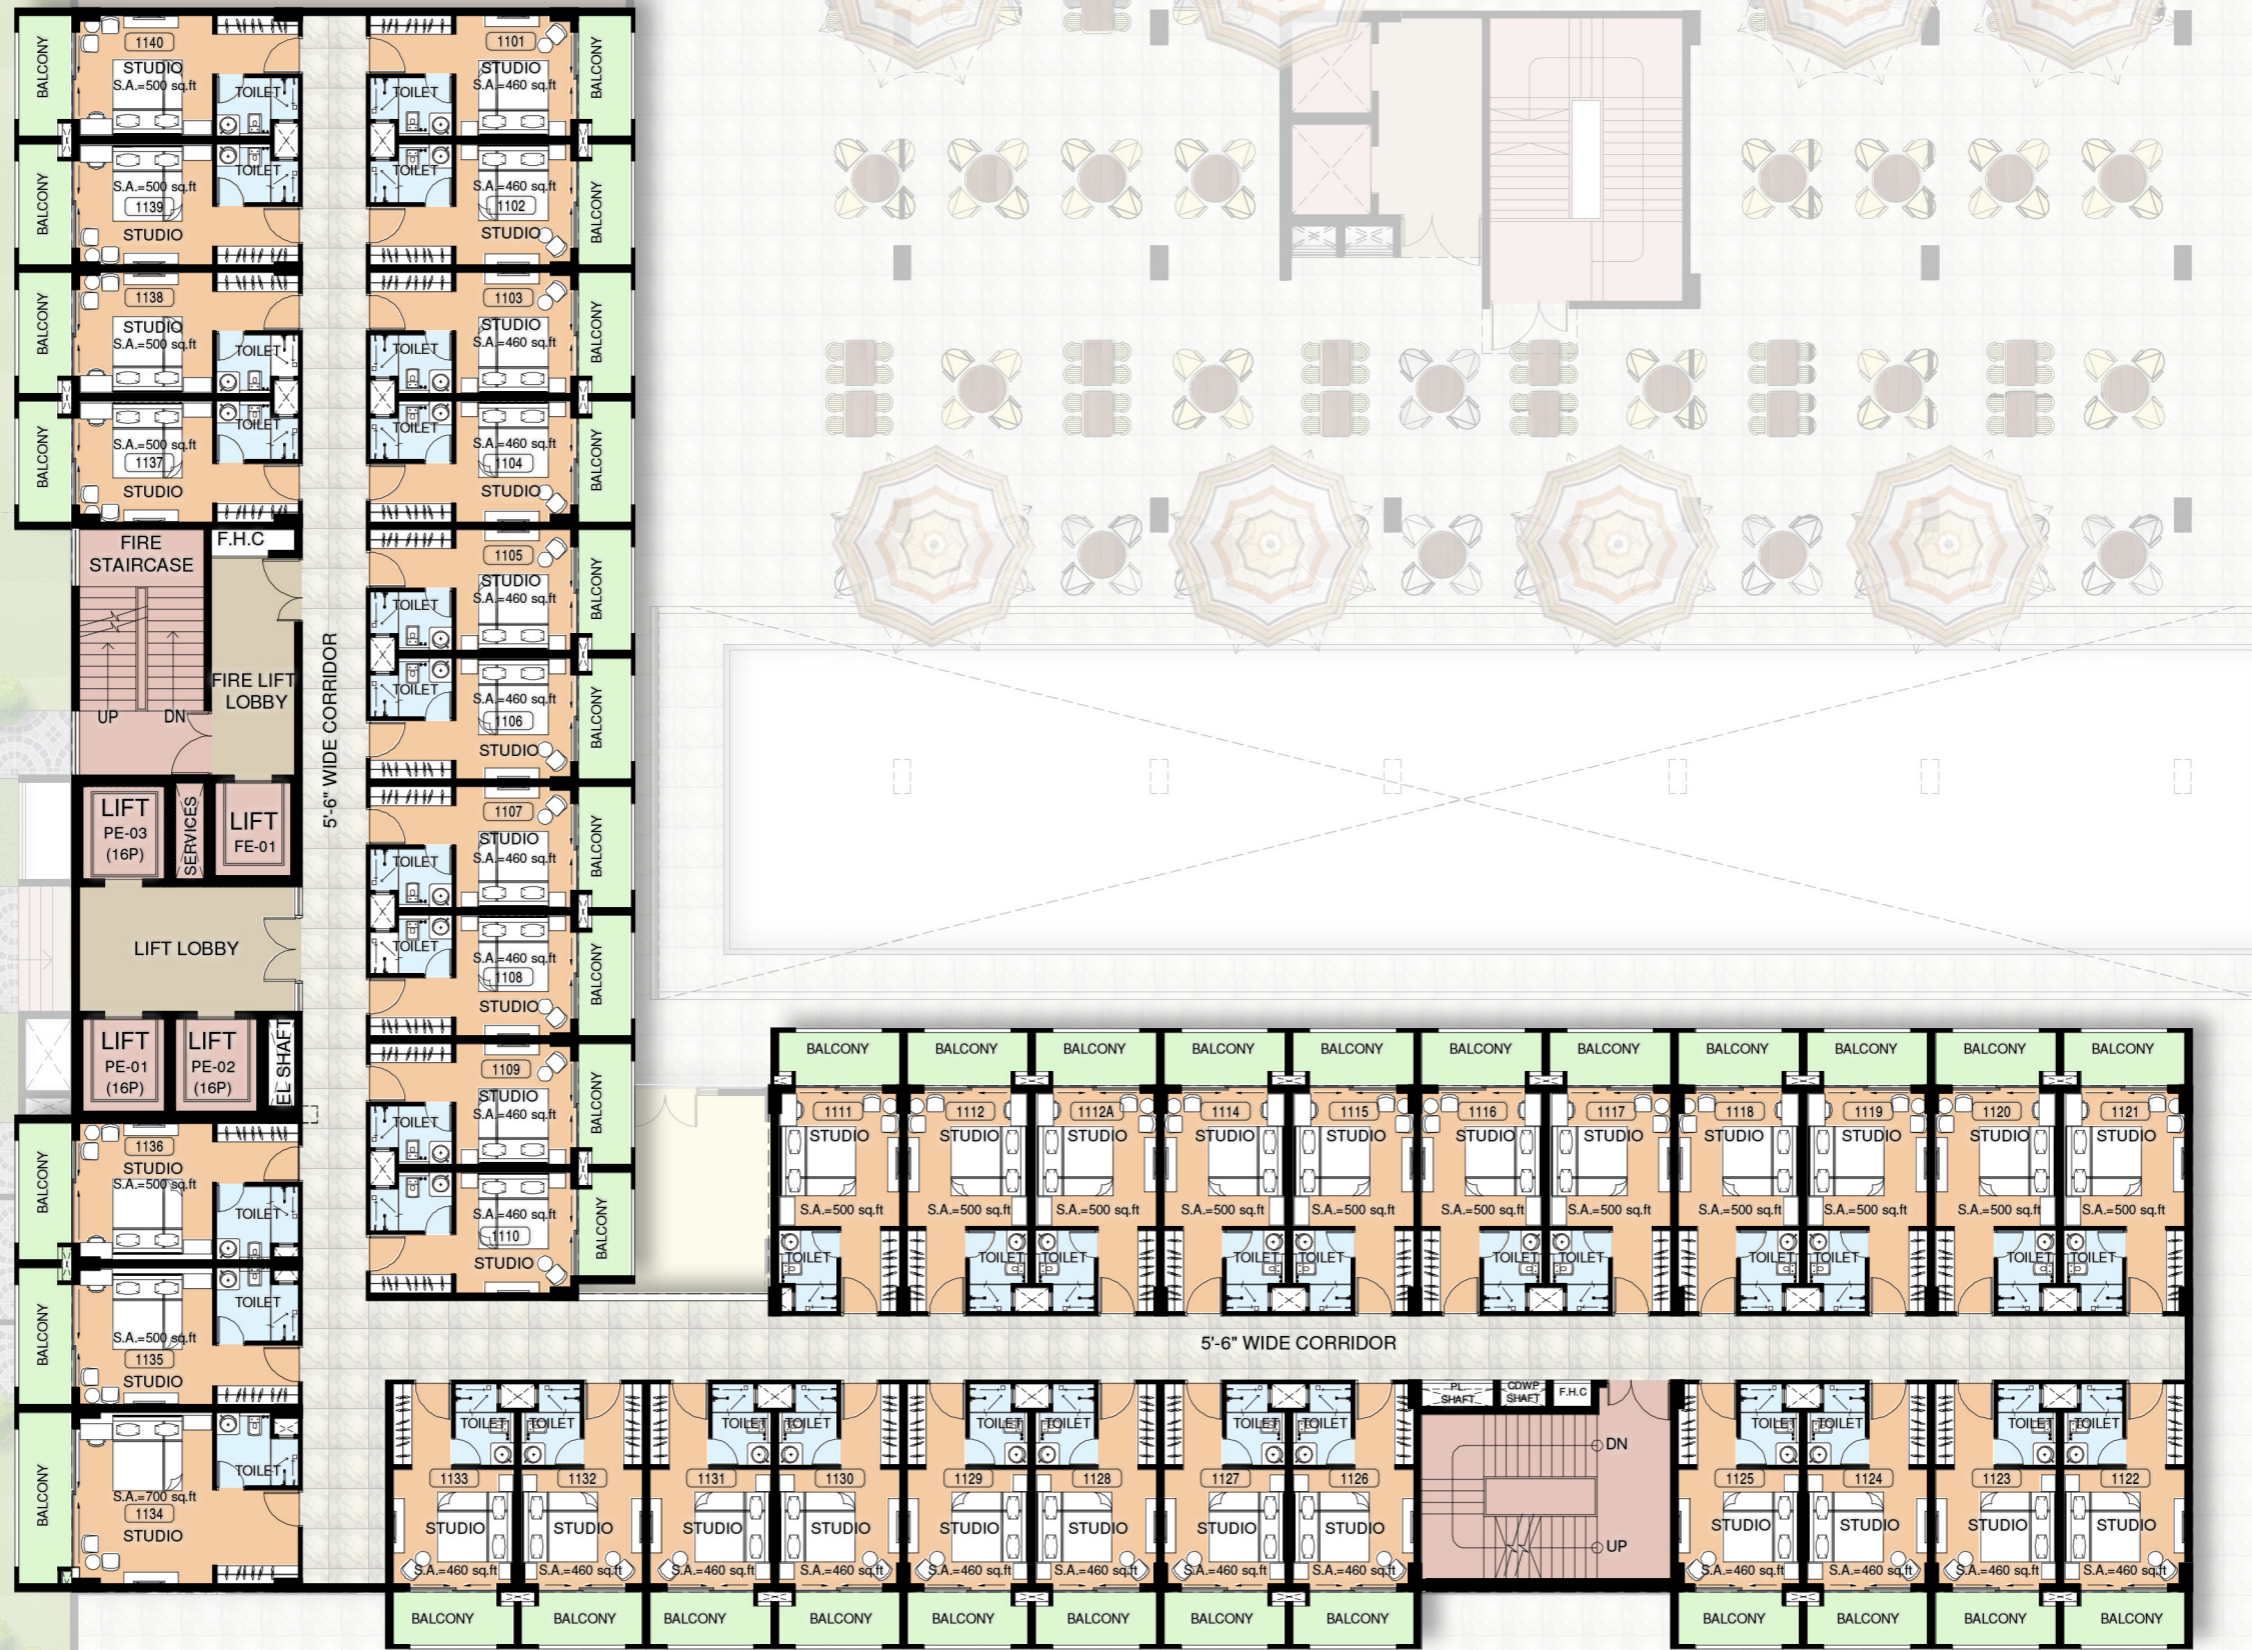 BALCONY
1140
STUDIO
S.A.=500 sq.ft
TOILET
TOILET
1101
STUDIO
S.A.=460 sq.ft
BALCONY
BALCONY
TOILET
S.A.=500 sq.ft
1139
STUDIO
TOILET
S.A.=460 sq.ft
1102
STUDIO
BALCONY
BALCONY
1138
STUDIO
S.A.=500 sq.ft
TOILET
TOILET
1103
STUDIO
S.A.=460 sq.ft
BALCONY
BALCONY
TOILET
S.A.=500 sq.ft
1137
STUDIO
TOILET
S.A.=460 sq.ft
1104
STUDIO
BALCONY
FIRE
STAIRCASE
F.H.C
UP
DN
FIRE LIFT
LOBBY
5'-6" WIDE CORRIDOR
1105
STUDIO
S.A.=460 sq.ft
TOILET
BALCONY
TOILET
S.A.=460 sq.ft
1106
STUDIO
BALCONY
LIFT
PE-03
(16P)
SERVICES
LIFT
FE-01
1107
STUDIO
S.A.=460 sq.ft
TOILET
BALCONY
LIFT LOBBY
TOILET
S.A.=460 sq.ft
1108
STUDIO
BALCONY
LIFT
PE-01
(16P)
LIFT
PE-02
(16P)
EL SHAFT
1109
STUDIO
S.A.=460 sq.ft
TOILET
BALCONY
BALCONY
1136
STUDIO
S.A.=500 sq.ft
TOILET
S.A.=460 sq.ft
1110
STUDIO
BALCONY
BALCONY
TOILET
S.A.=500 sq.ft
1135
STUDIO
BALCONY
S.A.=700 sq.ft
1134
STUDIO
TOILET
BALCONY BALCONY BALCONY BALCONY BALCONY BALCONY BALCONY BALCONY BALCONY BALCONY BALCONY
1111 1112 1112A 1114 1115 1116 1117 1118 1119 1120 1121
STUDIO STUDIO STUDIO STUDIO STUDIO STUDIO STUDIO STUDIO STUDIO STUDIO STUDIO
S.A.=500 sq.ft S.A.=500 sq.ft S.A.=500 sq.ft S.A.=500 sq.ft S.A.=500 sq.ft S.A.=500 sq.ft S.A.=500 sq.ft S.A.=500 sq.ft S.A.=500 sq.ft S.A.=500 sq.ft S.A.=500 sq.ft
TOILET TOILET TOILET TOILET TOILET TOILET TOILET TOILET TOILET TOILET TOILET
5'-6" WIDE CORRIDOR
PL. SHAFT
CDWP SHAFT
F.H.C
TOILET TOILET TOILET TOILET TOILET TOILET TOILET TOILET TOILET TOILET TOILET TOILET
DN
1133 1132 1131 1130 1129 1128 1127 1126 1125 1124 1123 1122
STUDIO STUDIO STUDIO STUDIO STUDIO STUDIO STUDIO STUDIO STUDIO STUDIO STUDIO STUDIO
UP
S.A.=460 sq.ft S.A.=460 sq.ft S.A.=460 sq.ft S.A.=460 sq.ft S.A.=460 sq.ft S.A.=460 sq.ft S.A.=460 sq.ft S.A.=460 sq.ft S.A.=460 sq.ft S.A.=460 sq.ft S.A.=460 sq.ft S.A.=460 sq.ft
BALCONY BALCONY BALCONY BALCONY BALCONY BALCONY BALCONY BALCONY BALCONY BALCONY BALCONY BALCONY